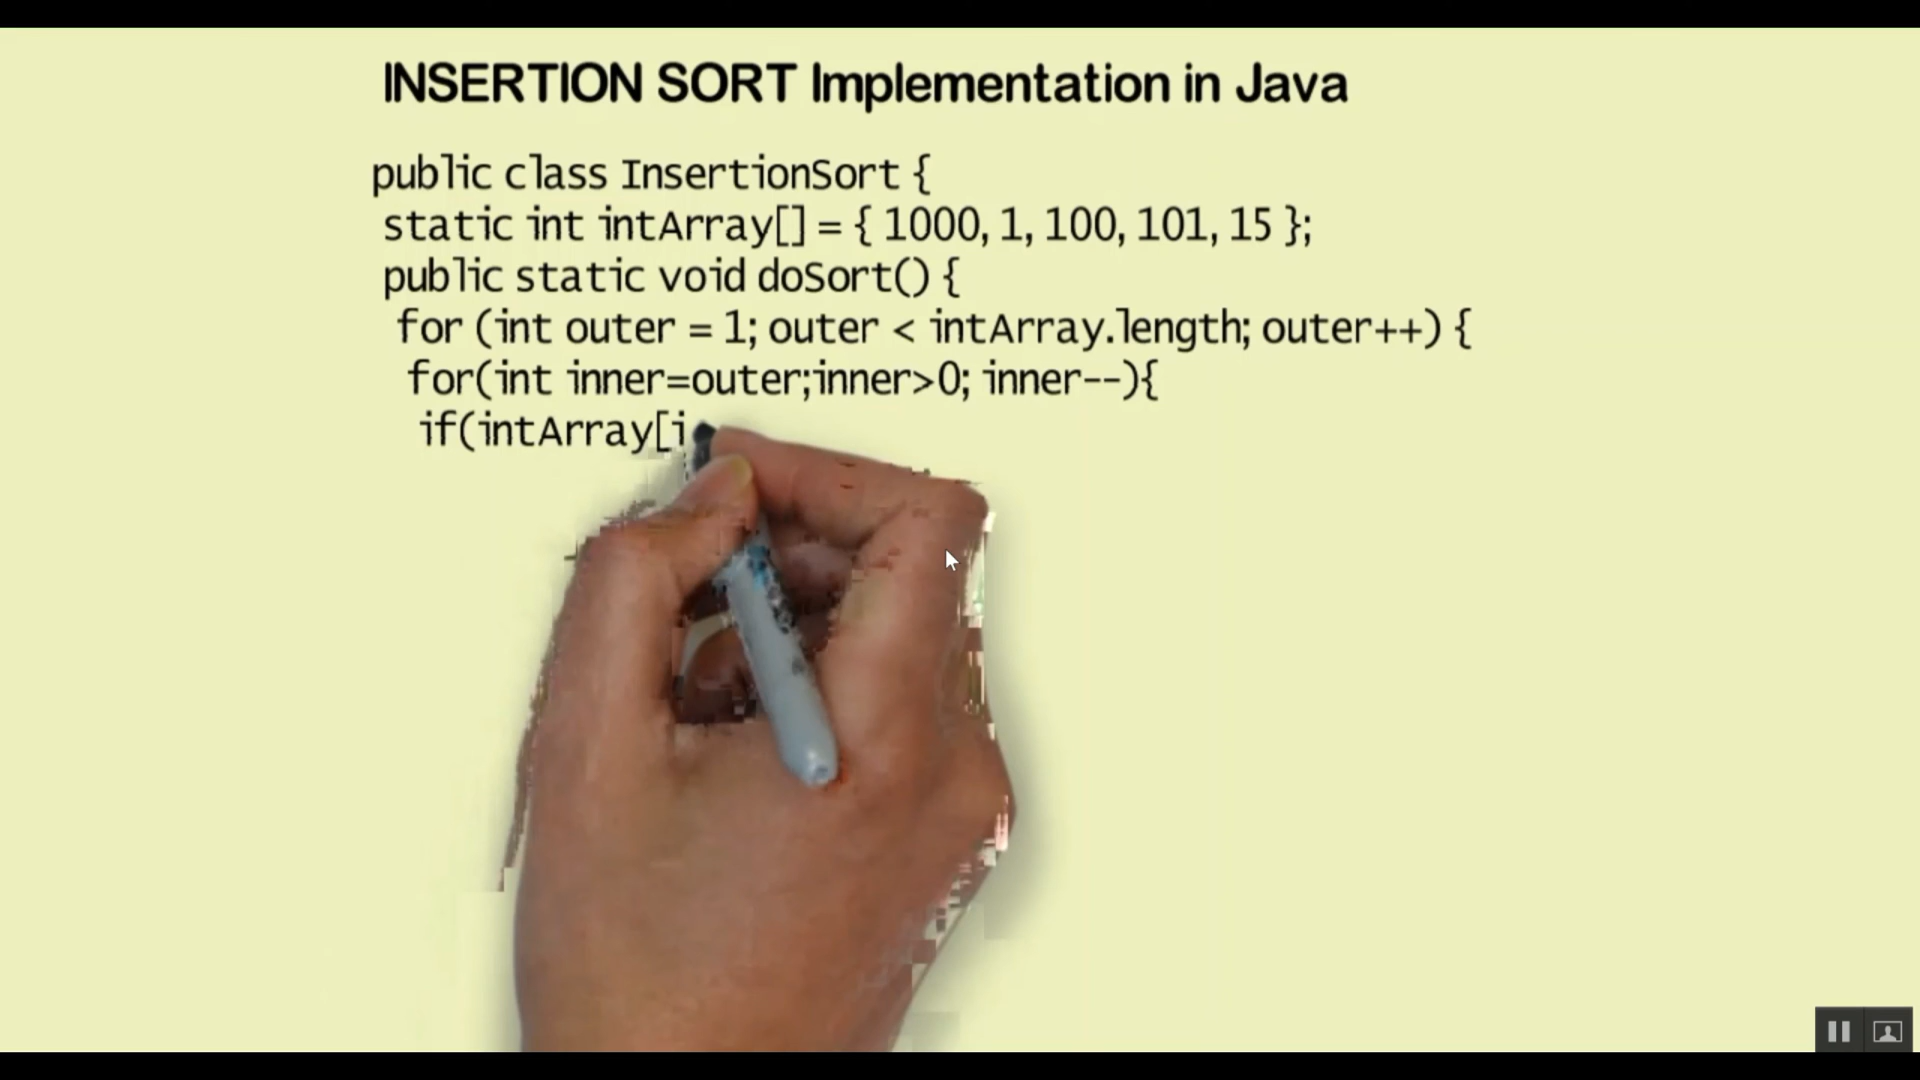 INSERTION SORT Implementation in Java
public class InsertionSort {
static int intArray[] = { 1000, 1, 100, 101, 15 };
public static void doSort() {
for (int outer = 1; outer < intArray.length; outer++) {
for(int inner=outer;inner>0; inner--){
if(intArray[i